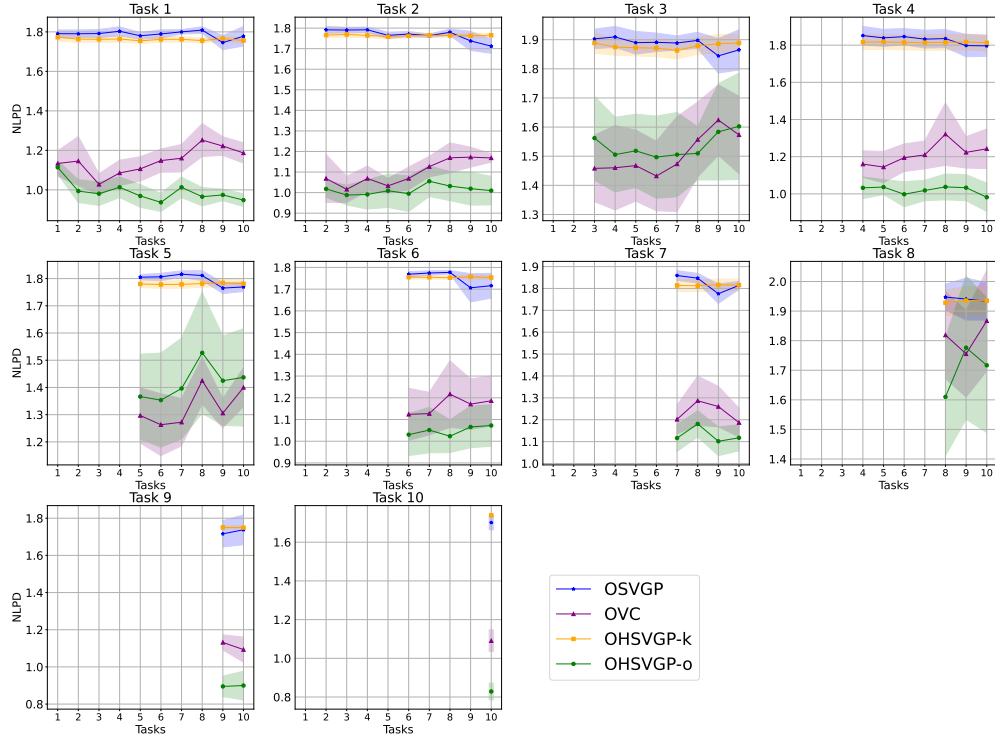 Task 1
Task 2
Task 3
Task 4
NLPD
1.8
1.6
1.4
1.2
1.0
1.8
1.7
1.6
1.5
1.4
1.3
1.2
1.1
1.0
0.9
1.9
1.8
1.7
1.6
1.5
1.4
1.3
1.8
1.6
1.4
1.2
1.0
1 2 3 4 5 6 7 8 9 10
1 2 3 4 5 6 7 8 9 10
1 2 3 4 5 6 7 8 9 10
1 2 3 4 5 6 7 8 9 10
Tasks
Tasks
Tasks
Tasks
Task 5
Task 6
Task 7
Task 8
NLPD
1.8
1.7
1.6
1.5
1.4
1.3
1.2
1.8
1.7
1.6
1.5
1.4
1.3
1.2
1.1
1.0
0.9
1.9
1.8
1.7
1.6
1.5
1.4
1.3
1.2
1.1
1.0
2.0
1.9
1.8
1.7
1.6
1.5
1.4
1 2 3 4 5 6 7 8 9 10
1 2 3 4 5 6 7 8 9 10
1 2 3 4 5 6 7 8 9 10
1 2 3 4 5 6 7 8 9 10
Tasks
Tasks
Tasks
Tasks
Task 9
Task 10
NLPD
1.8
1.6
1.4
1.2
1.0
0.8
1.6
1.4
1.2
1.0
0.8
1 2 3 4 5 6 7 8 9 10
1 2 3 4 5 6 7 8 9 10
Tasks
Tasks
OSVGP
OVC
OHSVGP-k
OHSVGP-o